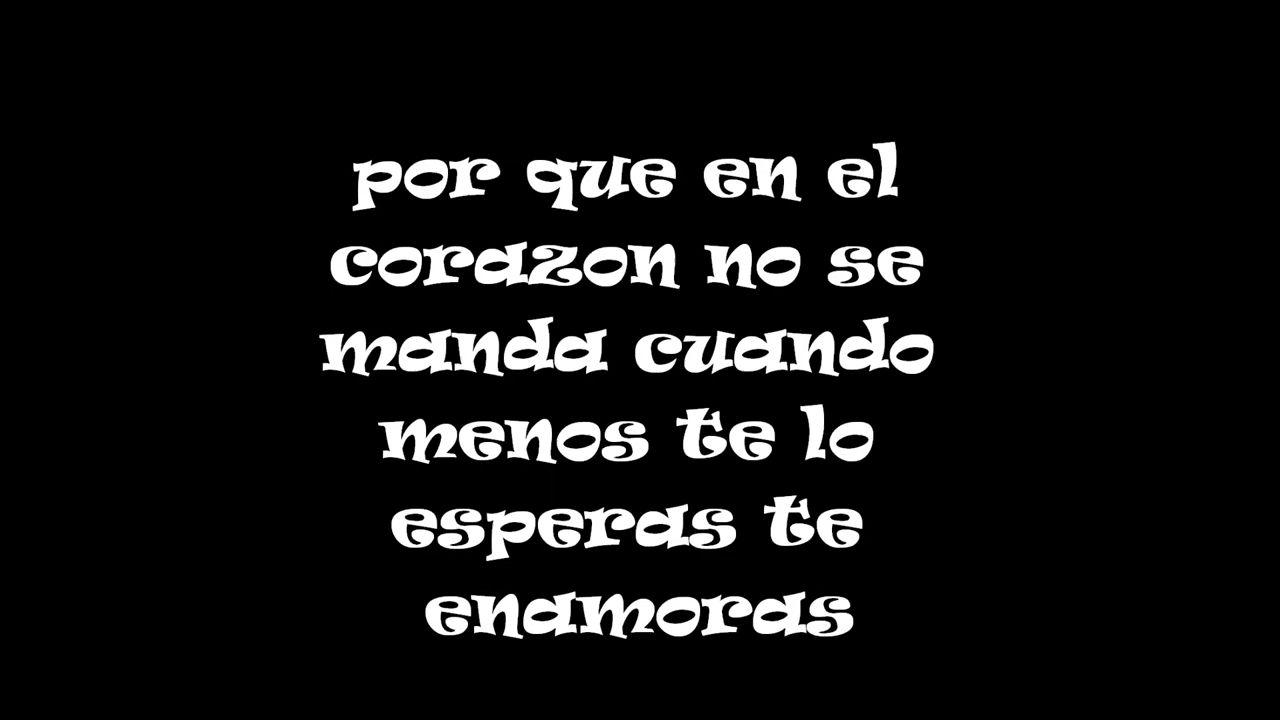 por que en el
corazon no se
manda cuando
menos te lo
esperas te
enamoras